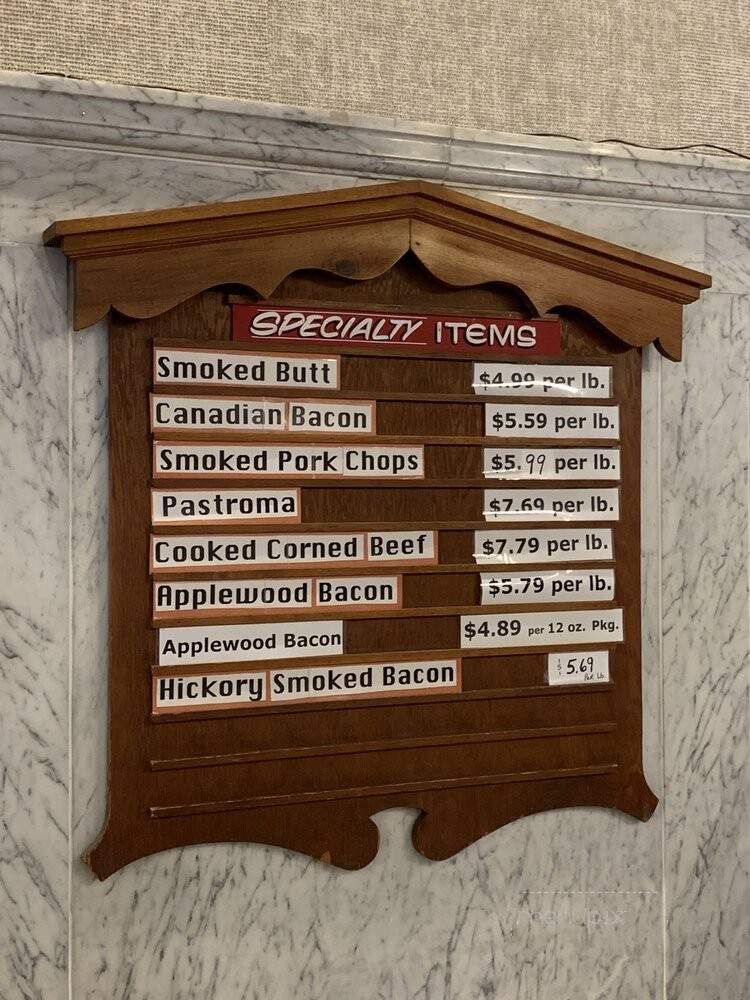 SPECIALTY ITEMS
Smoked Butt $4.99 per lb.
Canadian Bacon $5.59 per lb.
Smoked Pork Chops $5.99 per lb.
Pastroma $7.69 per lb.
Cooked Corned Beef $7.79 per lb.
Applewood Bacon $5.79 per lb.
Applewood Bacon $4.89 per 12 oz. Pkg.
Hickory Smoked Bacon $5.69 Per Lb.